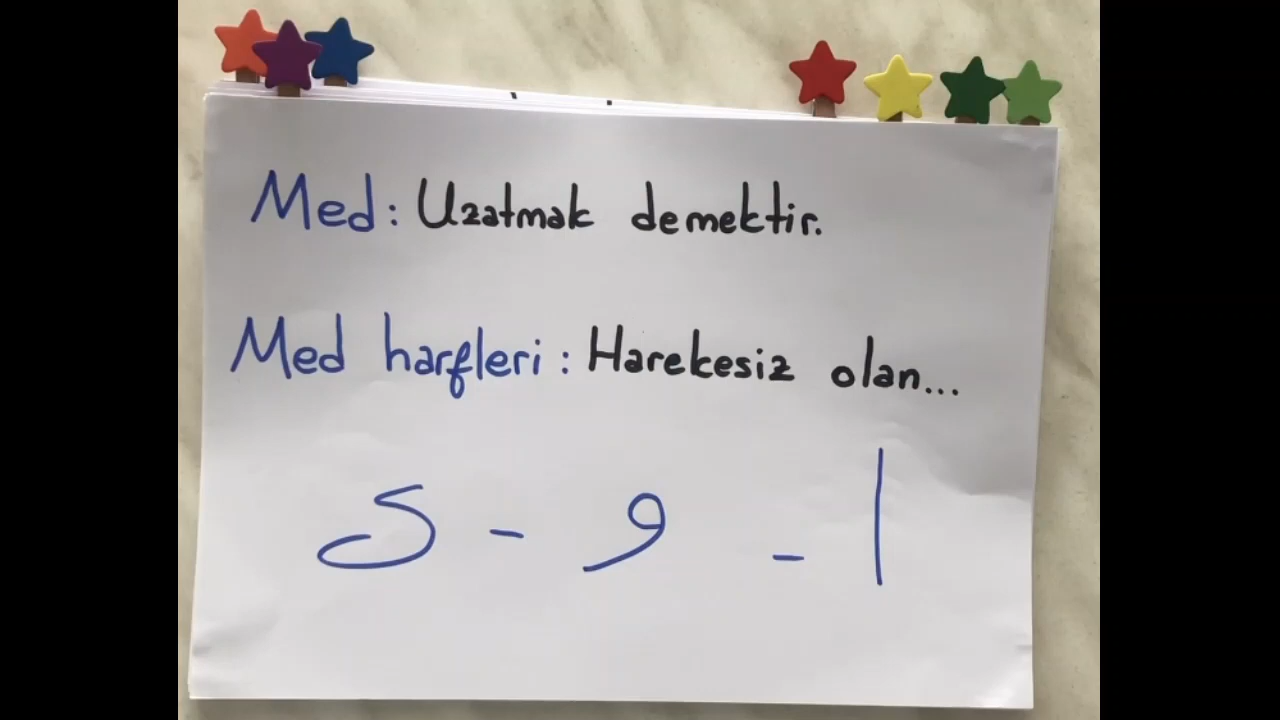 Med: Uzatmak demektir.
Med harfleri: Harekesiz olan...
ا - و - ى